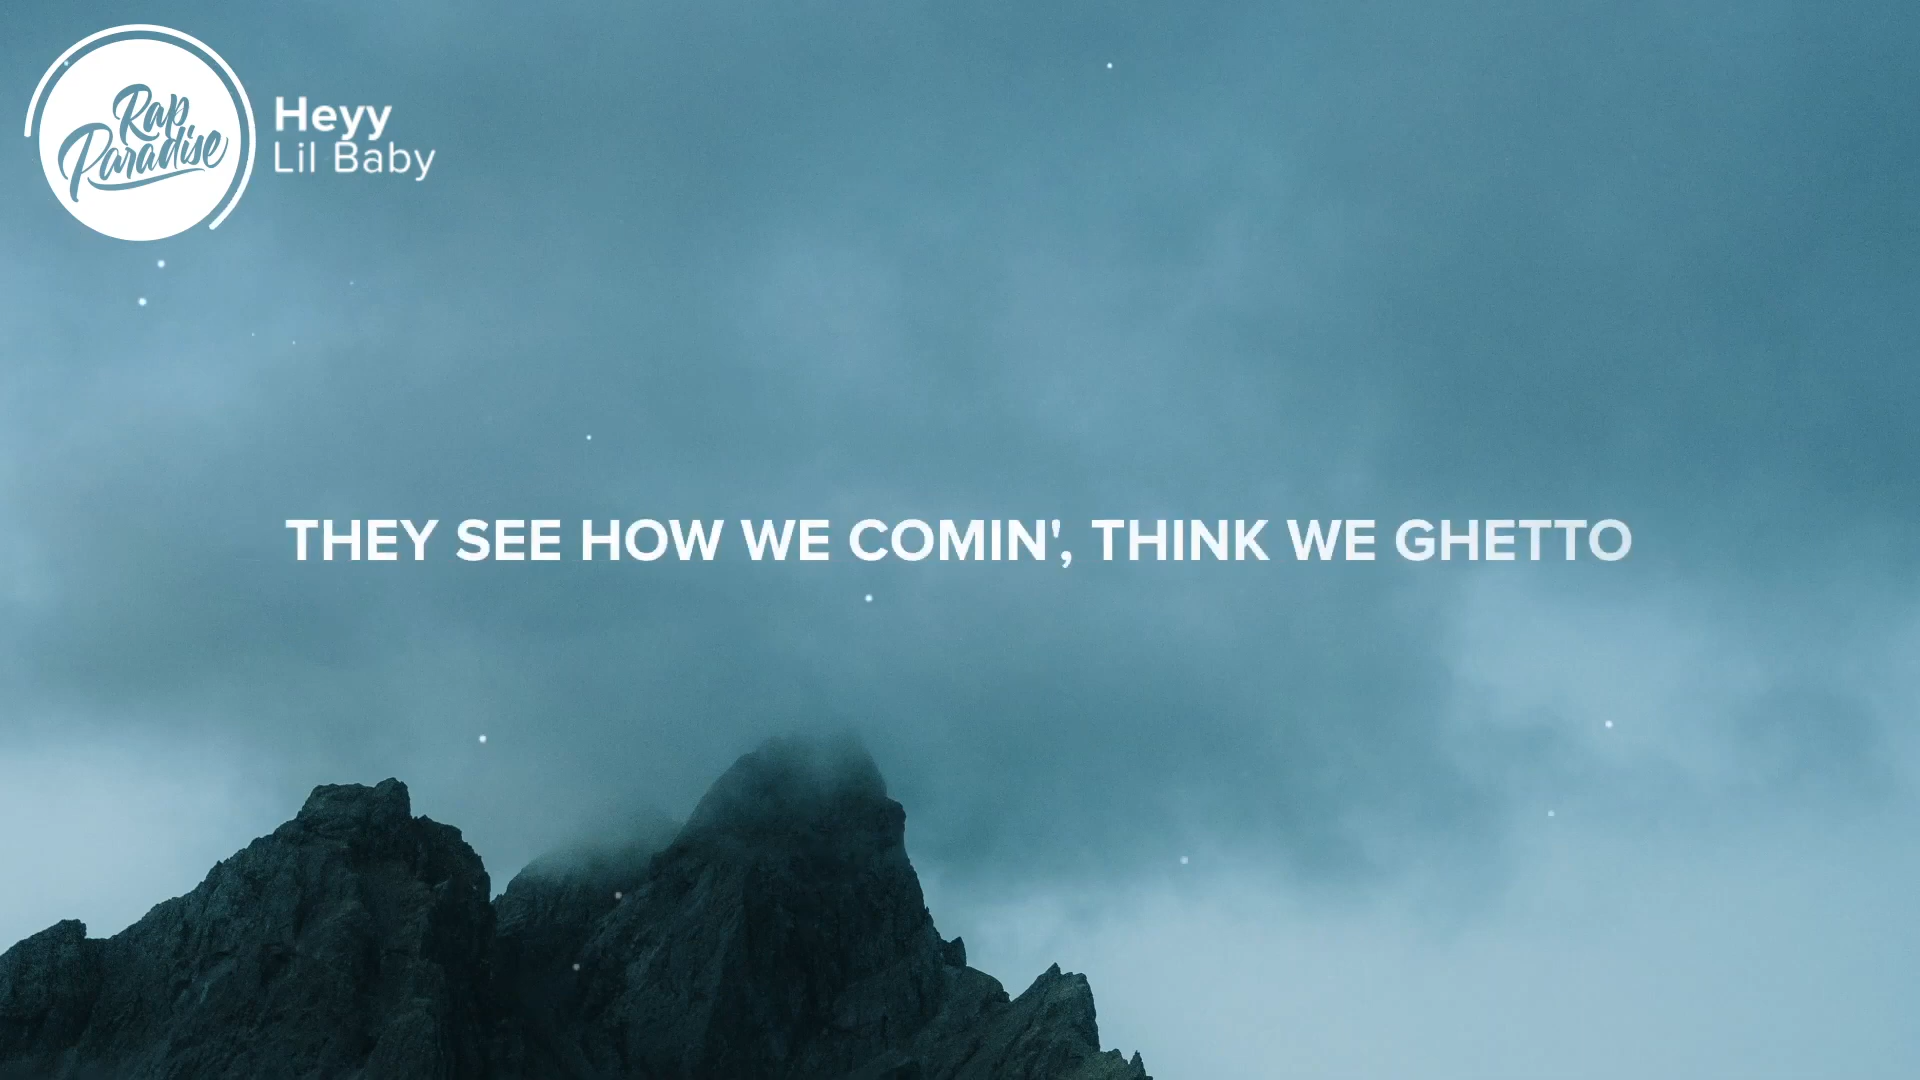 Rap
Paradise
Heyy
Lil Baby
THEY SEE HOW WE COMIN', THINK WE GHETTO